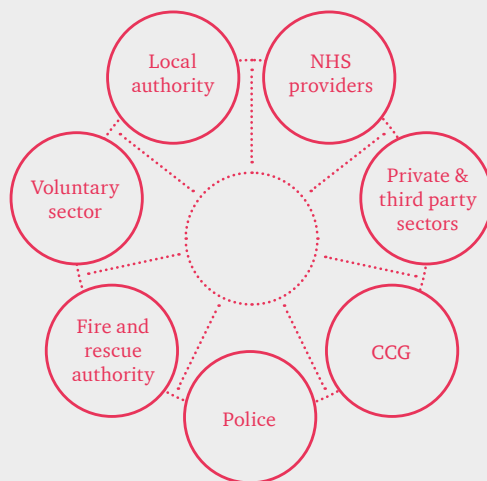 Local
authority
NHS
providers
Private &
third party
sectors
CCG
Police
Fire and
rescue
authority
Voluntary
sector